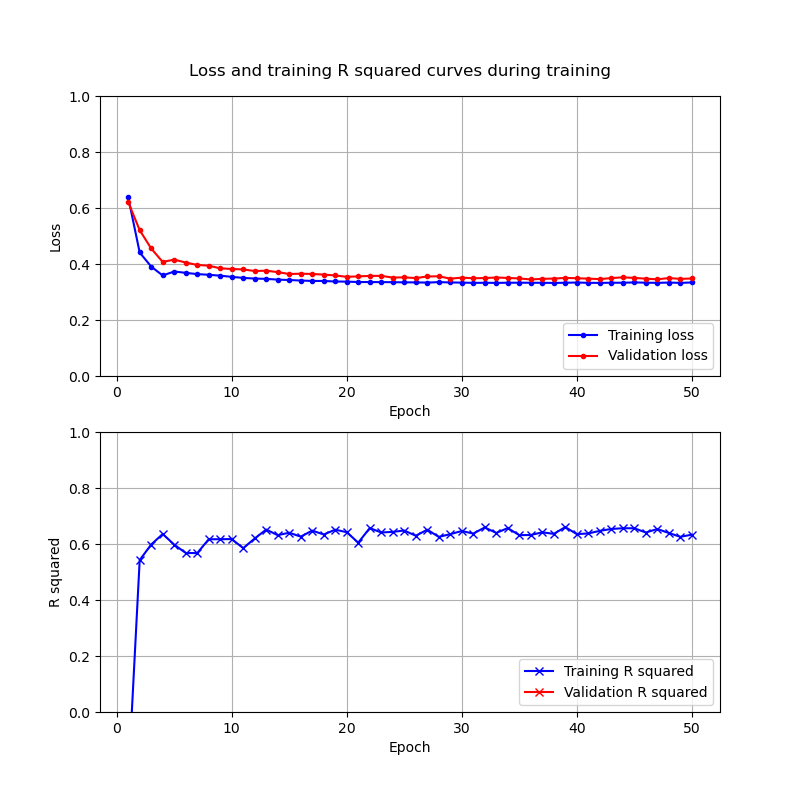 Loss and training R squared curves during training
1.0
0.8
0.6
0.4
0.2
0.0
Loss
Training loss
Validation loss
0 10 20 30 40 50
Epoch
1.0
0.8
0.6
0.4
0.2
0.0
R squared
Training R squared
Validation R squared
0 10 20 30 40 50
Epoch